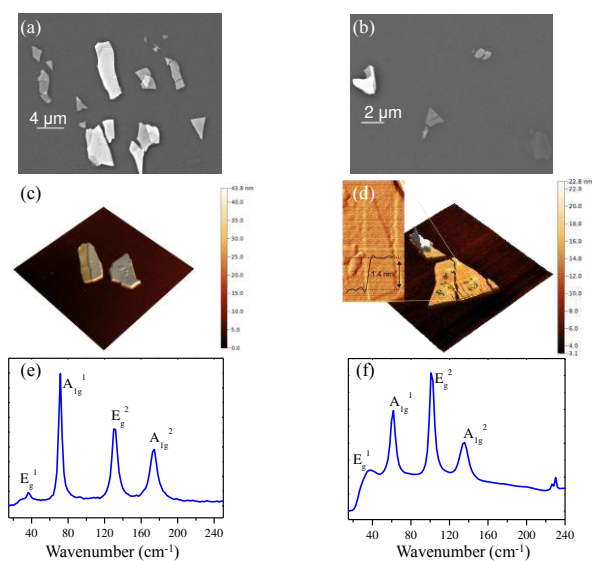 (a)
4 μm
(b)
2 μm
(c)
43.8 nm
40.0
35.0
30.0
25.0
20.0
15.0
10.0
5.0
0.0
(d)
1.4 nm
22.8 nm
20.0
18.0
16.0
14.0
12.0
10.0
8.0
6.0
4.0
3.1
(e)
A1g1
Eg2
A1g2
Eg1
40 80 120 160 200 240
Wavenumber (cm-1)
(f)
Eg2
A1g1
A1g2
Eg1
40 80 120 160 200 240
Wavenumber (cm-1)